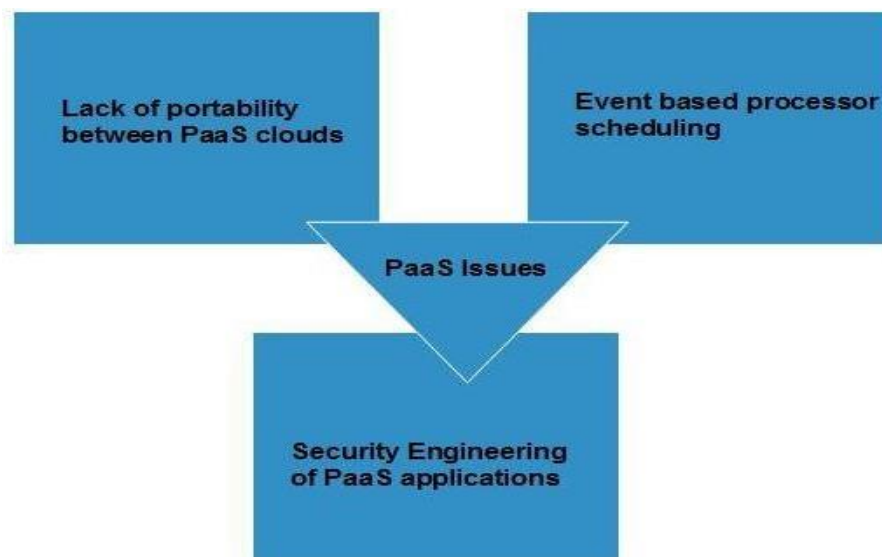 Lack of portability
between PaaS clouds
Event based processor
scheduling
PaaS Issues
Security Engineering
of PaaS applications